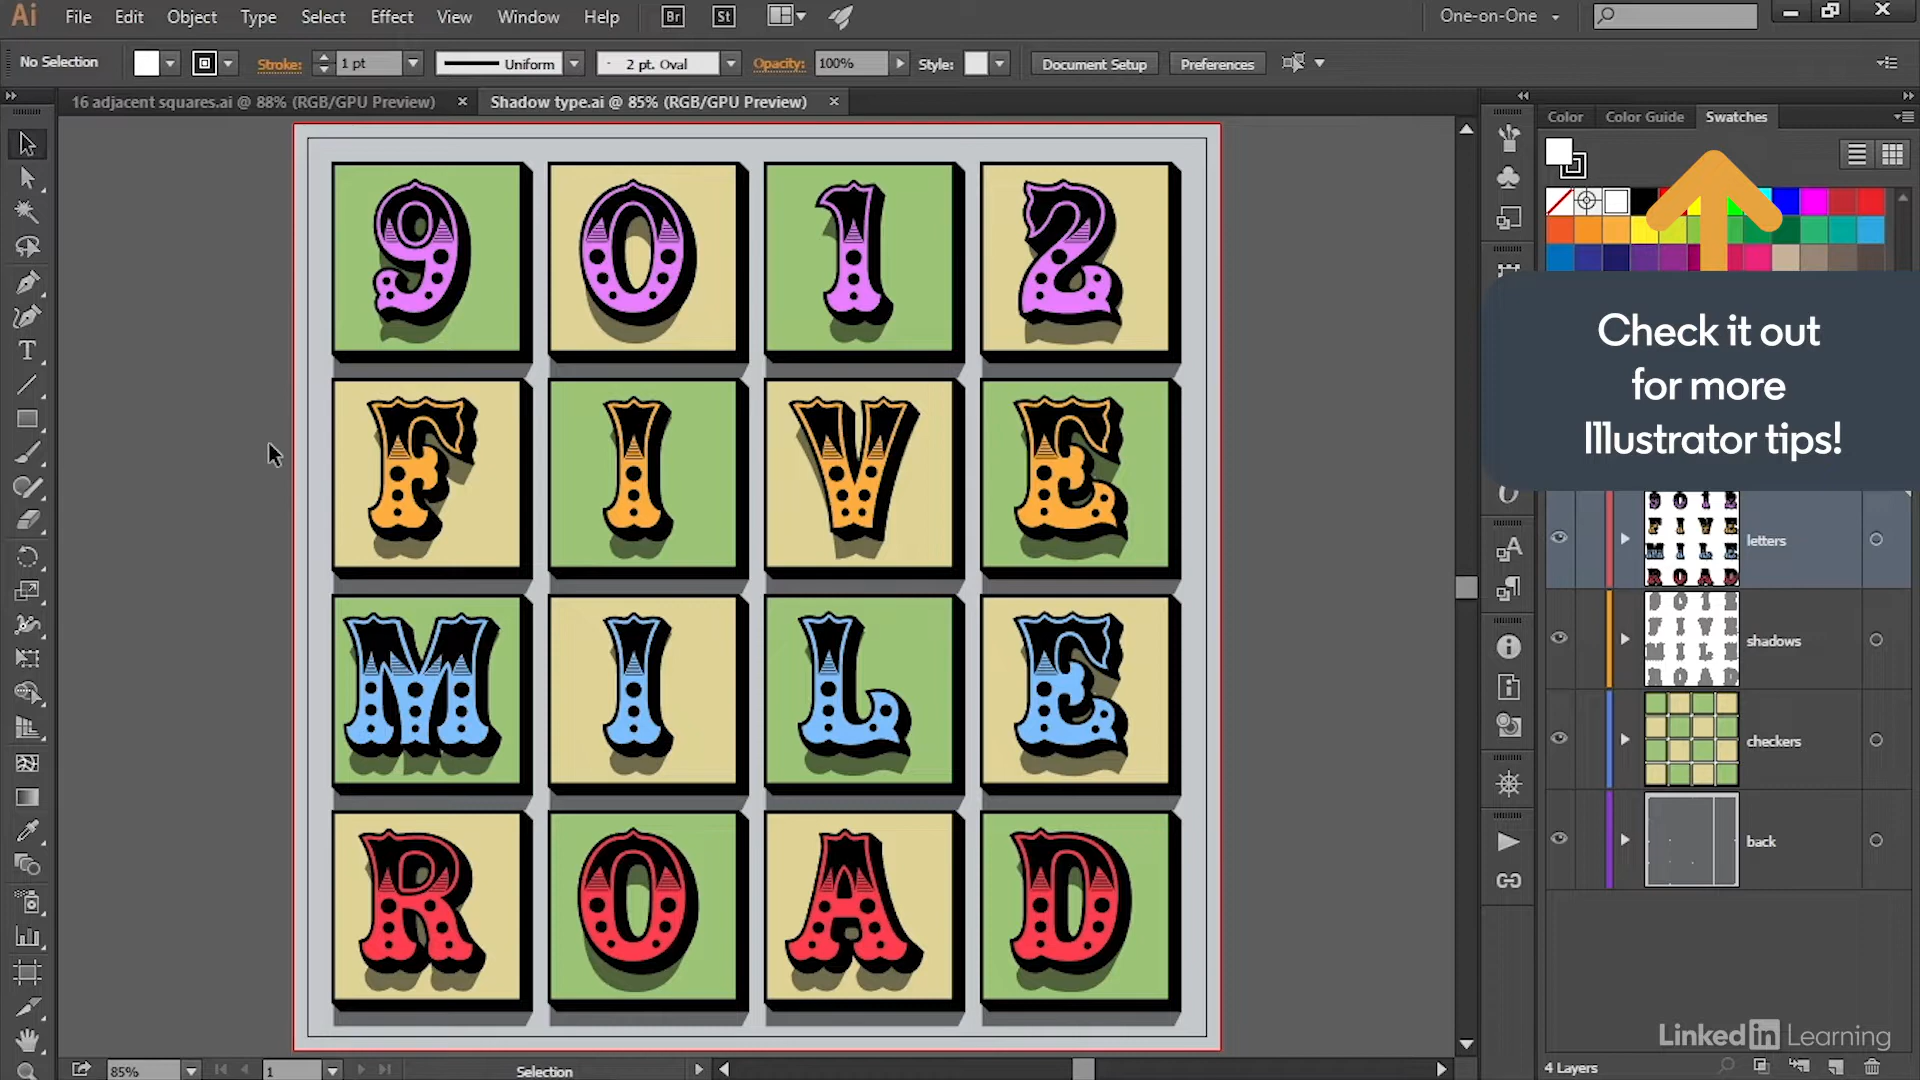 Ai File Edit Object Type Select Effect View Window Help Br St One-on-One
No Selection Stroke: 1 pt Uniform 2 pt. Oval Opacity: 100% Style: Document Setup Preferences
16 adjacent squares.ai @ 88% (RGB/GPU Preview) × Shadow type.ai @ 85% (RGB/GPU Preview) ×
Color Color Guide Swatches
9 0 1 2
F I V E
M I L E
R O A D
Check it out
for more
Illustrator tips!
letters
shadows
checkers
back
LinkedIn Learning
85% 1 Selection 4 Layers